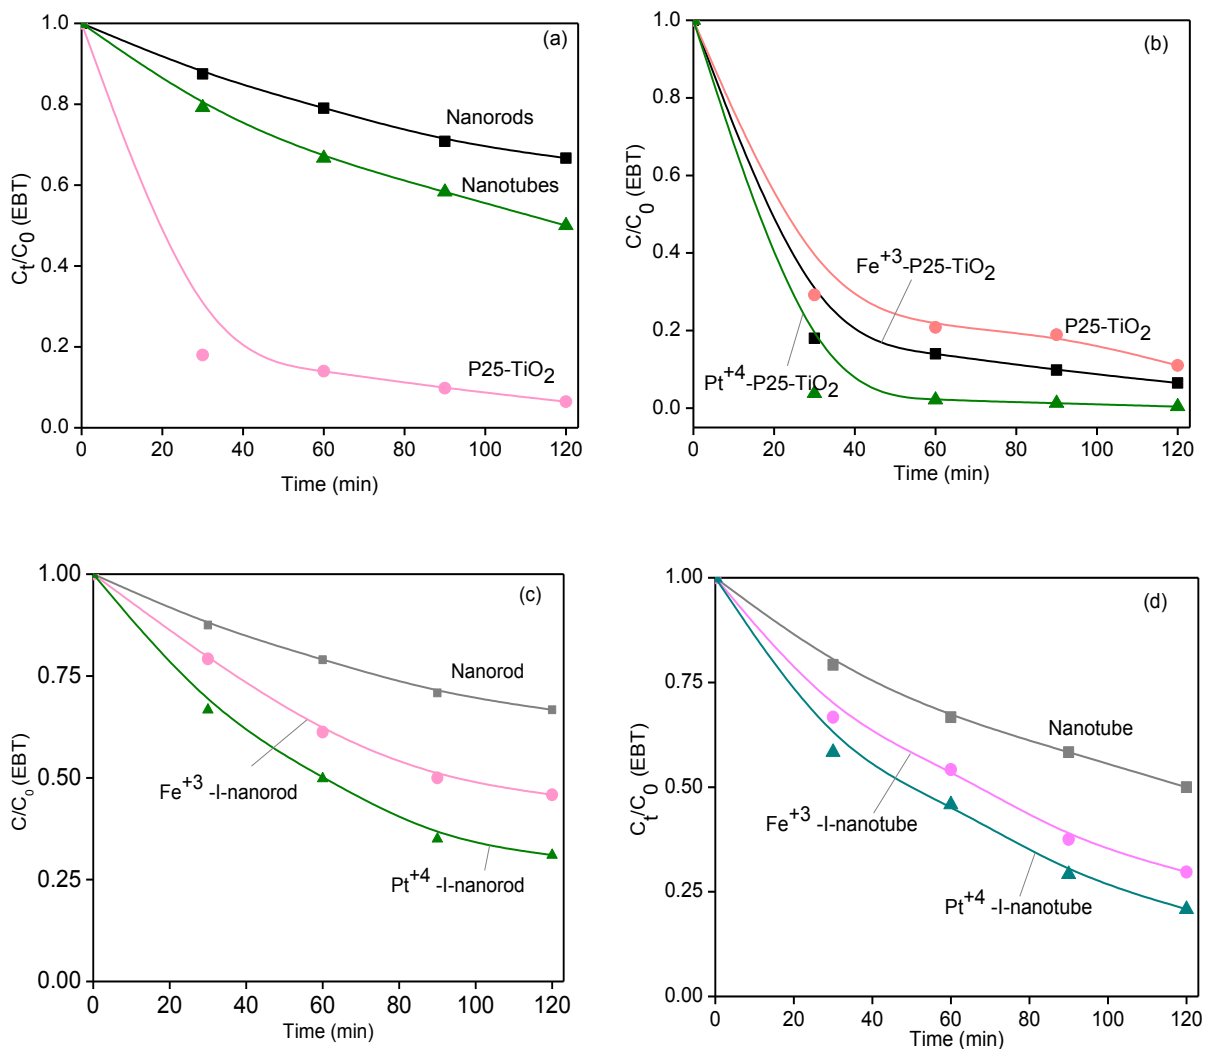 (a)
1.0
0.8
0.6
0.4
0.2
0.0
Ct/C0 (EBT)
Nanorods
Nanotubes
P25-TiO2
0 20 40 60 80 100 120
Time (min)
(b)
1.0
0.8
0.6
0.4
0.2
0.0
C/C0 (EBT)
Fe+3-P25-TiO2
P25-TiO2
Pt+4-P25-TiO2
0 20 40 60 80 100 120
Time (min)
(c)
1.00
0.75
0.50
0.25
0.00
C/C0 (EBT)
Nanorod
Fe+3 -I-nanorod
Pt+4 -I-nanorod
0 20 40 60 80 100 120
Time (min)
(d)
1.00
0.75
0.50
0.25
0.00
Ct/C0 (EBT)
Nanotube
Fe+3 -I-nanotube
Pt+4 -I-nanotube
0 20 40 60 80 100 120
Time (min)